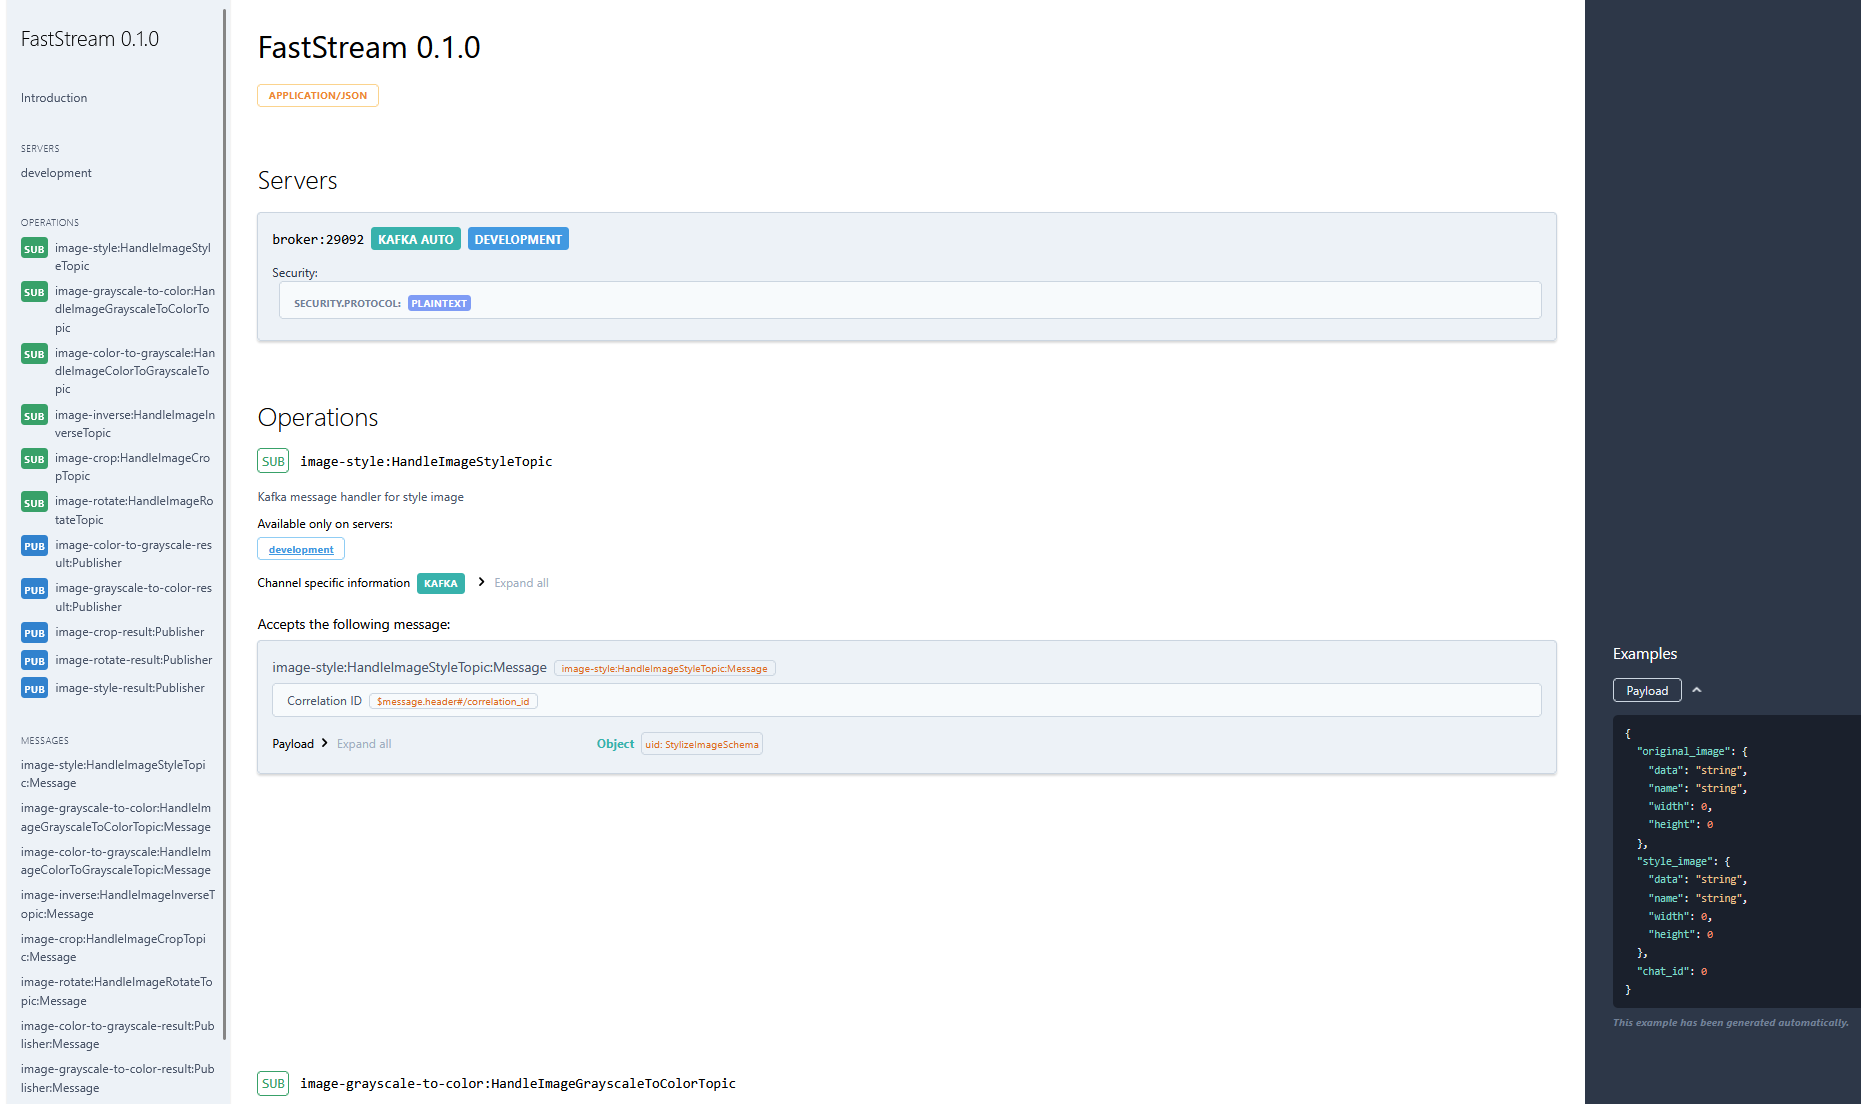 FastStream 0.1.0
Introduction
SERVERS
development
OPERATIONS
SUB image-style:HandleImageStyl
eTopic
SUB image-grayscale-to-color:Han
dleImageGrayscaleToColorTo
pic
SUB image-color-to-grayscale:Han
dleImageColorToGrayscaleTo
pic
SUB image-inverse:HandleImageIn
verseTopic
SUB image-crop:HandleImageCro
pTopic
SUB image-rotate:HandleImageRo
tateTopic
PUB image-color-to-grayscale-res
ult:Publisher
PUB image-grayscale-to-color-res
ult:Publisher
PUB image-crop-result:Publisher
PUB image-rotate-result:Publisher
PUB image-style-result:Publisher
MESSAGES
image-style:HandleImageStyleTopi
c:Message
image-grayscale-to-color:HandleIm
ageGrayscaleToColorTopic:Message
image-color-to-grayscale:HandleIm
ageColorToGrayscaleTopic:Message
image-inverse:HandleImageInverseT
opic:Message
image-crop:HandleImageCropTopi
c:Message
image-rotate:HandleImageRotateTo
pic:Message
image-color-to-grayscale-result:Pub
lisher:Message
image-grayscale-to-color-result:Pub
lisher:Message
FastStream 0.1.0
APPLICATION/JSON
Servers
broker:29092 KAFKA AUTO DEVELOPMENT
Security:
SECURITY.PROTOCOL: PLAINTEXT
Operations
SUB image-style:HandleImageStyleTopic
Kafka message handler for style image
Available only on servers:
development
Channel specific information KAFKA Expand all
Accepts the following message:
image-style:HandleImageStyleTopic:Message image-style:HandleImageStyleTopic:Message
Correlation ID $message.header#/correlation_id
Payload Expand all Object uid: StylizeImageSchema
SUB image-grayscale-to-color:HandleImageGrayscaleToColorTopic
Examples
Payload
{
"original_image": {
"data": "string",
"name": "string",
"width": 0,
"height": 0
},
"style_image": {
"data": "string",
"name": "string",
"width": 0,
"height": 0
},
"chat_id": 0
}
This example has been generated automatically.